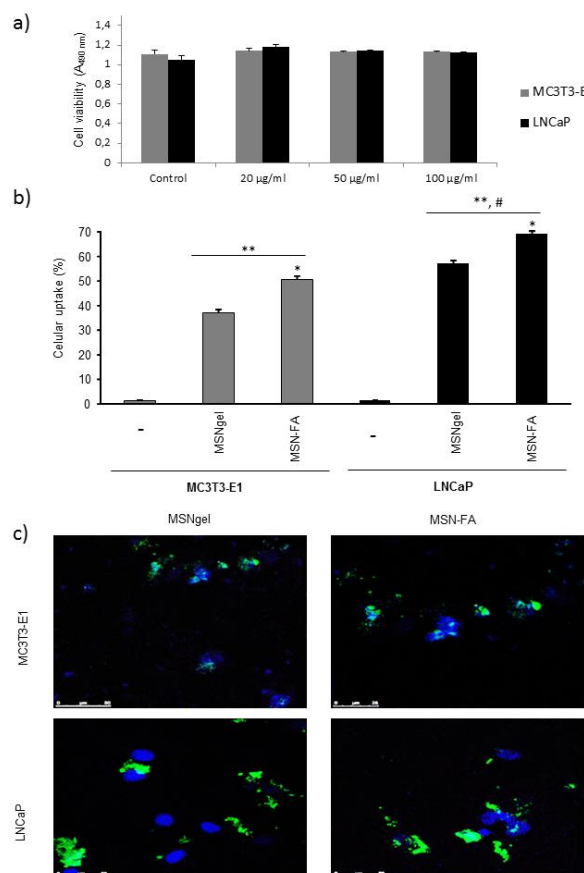 a)
Cell viaibility (A490 nm)
1,4
1,2
1
0,8
0,6
0,4
0,2
0
Control
20 µg/ml
50 µg/ml
100 µg/ml
MC3T3-E
LNCaP
b)
Celular uptake (%)
70
60
50
40
30
20
10
0
**
*
**, #
*
-
MSNgel
MSN-FA
-
MSNgel
MSN-FA
MC3T3-E1
LNCaP
c)
MSNgel
MSN-FA
MC3T3-E1
LNCaP